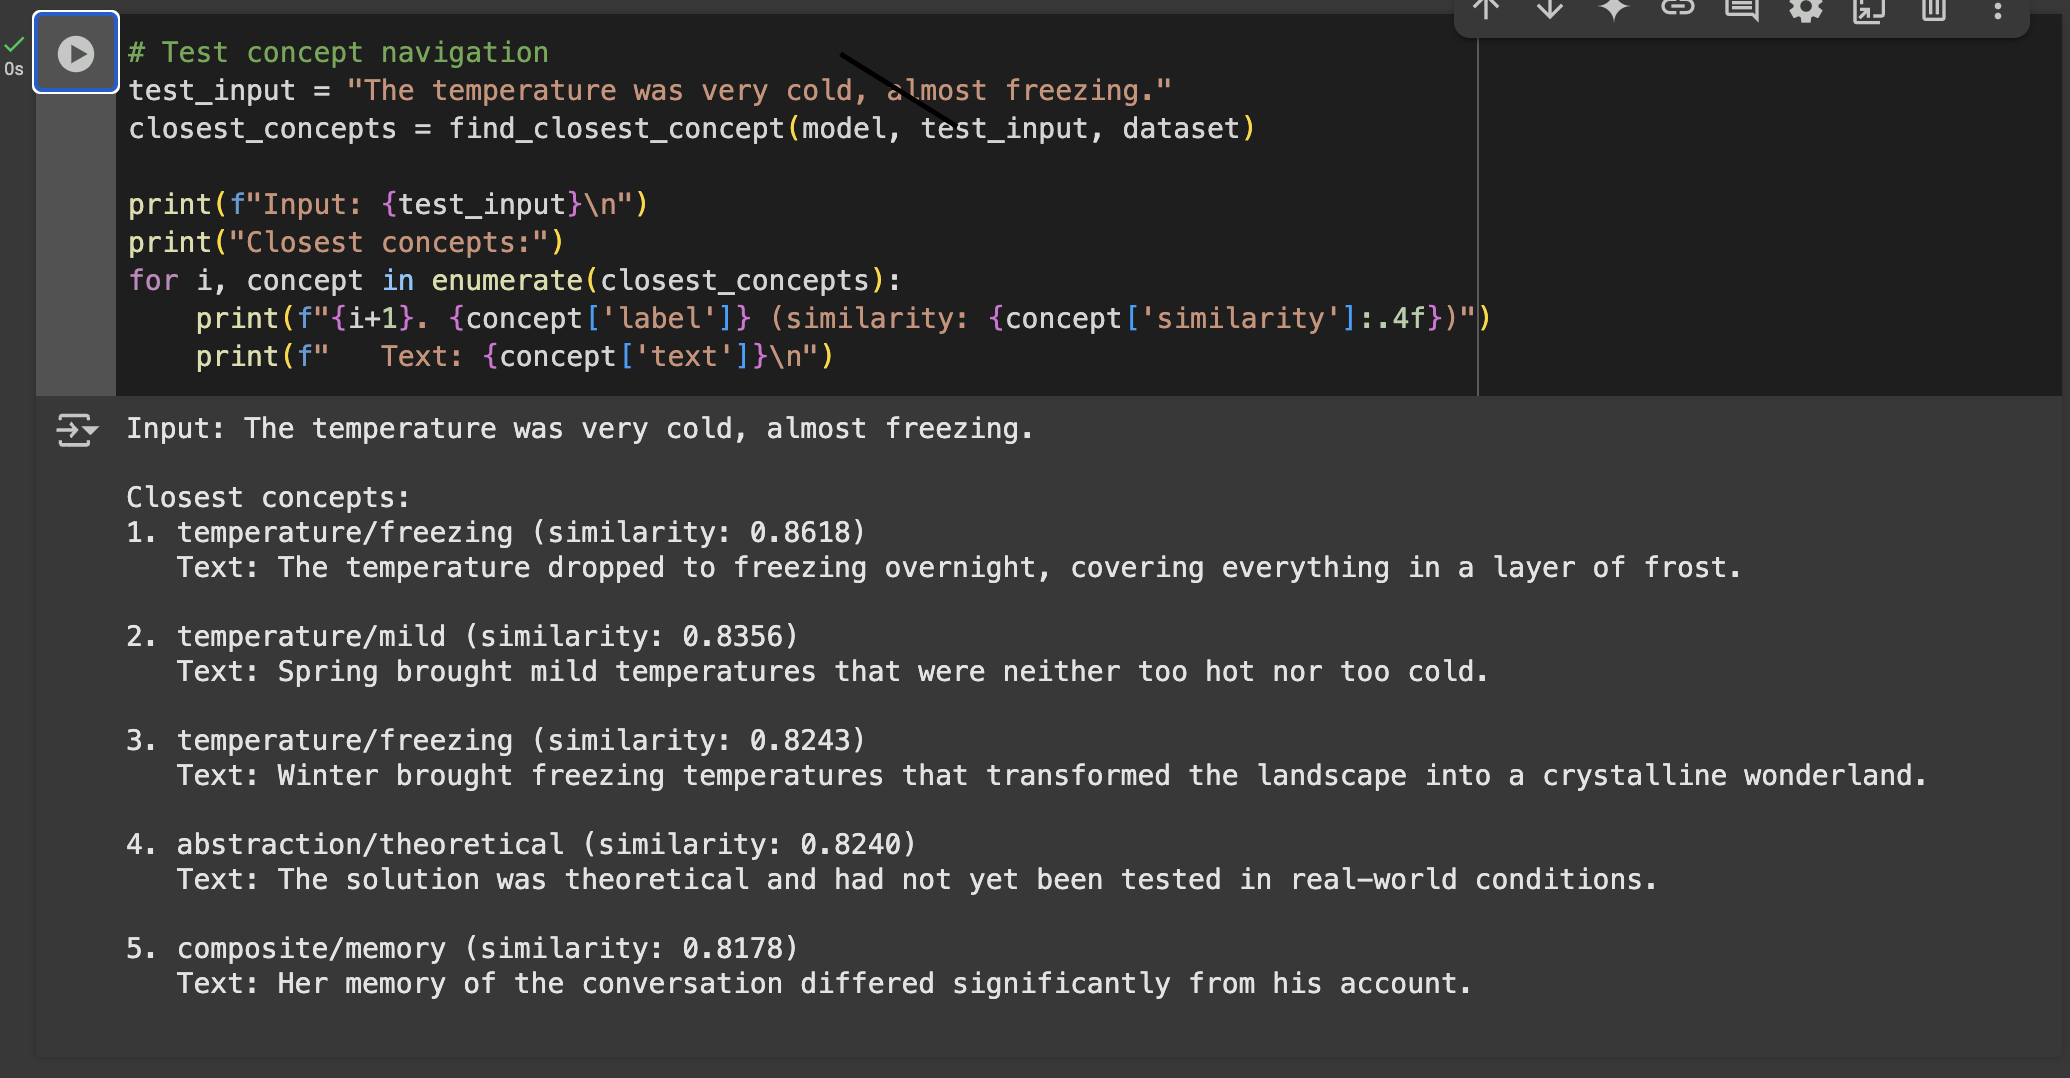 0s
# Test concept navigation
test_input = "The temperature was very cold, almost freezing."
closest_concepts = find_closest_concept(model, test_input, dataset)
print(f"Input: {test_input}\n")
print("Closest concepts:")
for i, concept in enumerate(closest_concepts):
    print(f"{i+1}. {concept['label']} (similarity: {concept['similarity']:.4f})")
    print(f"   Text: {concept['text']}\n")
Input: The temperature was very cold, almost freezing.
Closest concepts:
1. temperature/freezing (similarity: 0.8618)
   Text: The temperature dropped to freezing overnight, covering everything in a layer of frost.
2. temperature/mild (similarity: 0.8356)
   Text: Spring brought mild temperatures that were neither too hot nor too cold.
3. temperature/freezing (similarity: 0.8243)
   Text: Winter brought freezing temperatures that transformed the landscape into a crystalline wonderland.
4. abstraction/theoretical (similarity: 0.8240)
   Text: The solution was theoretical and had not yet been tested in real-world conditions.
5. composite/memory (similarity: 0.8178)
   Text: Her memory of the conversation differed significantly from his account.